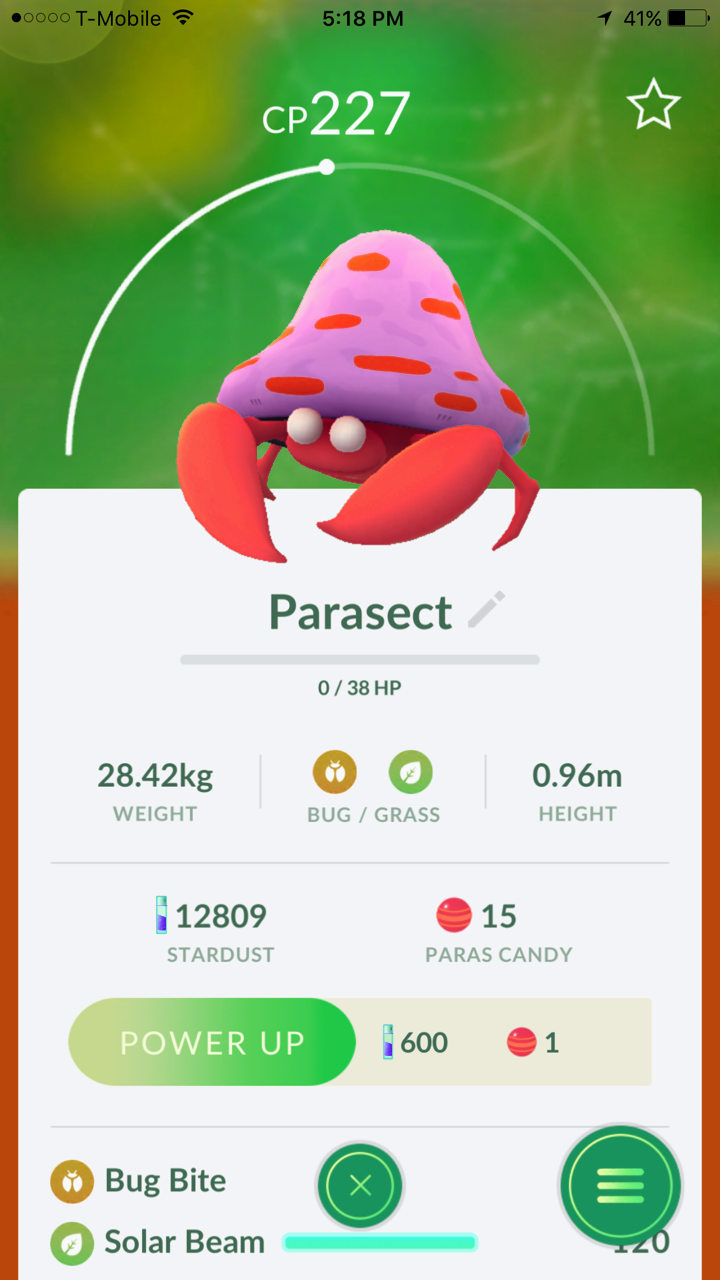 T-Mobile 5:18 PM 41%
CP227
Parasect
0 / 38 HP
28.42kg 0.96m
WEIGHT BUG / GRASS HEIGHT
12809 15
STARDUST PARAS CANDY
POWER UP 600 1
Bug Bite
Solar Beam 120